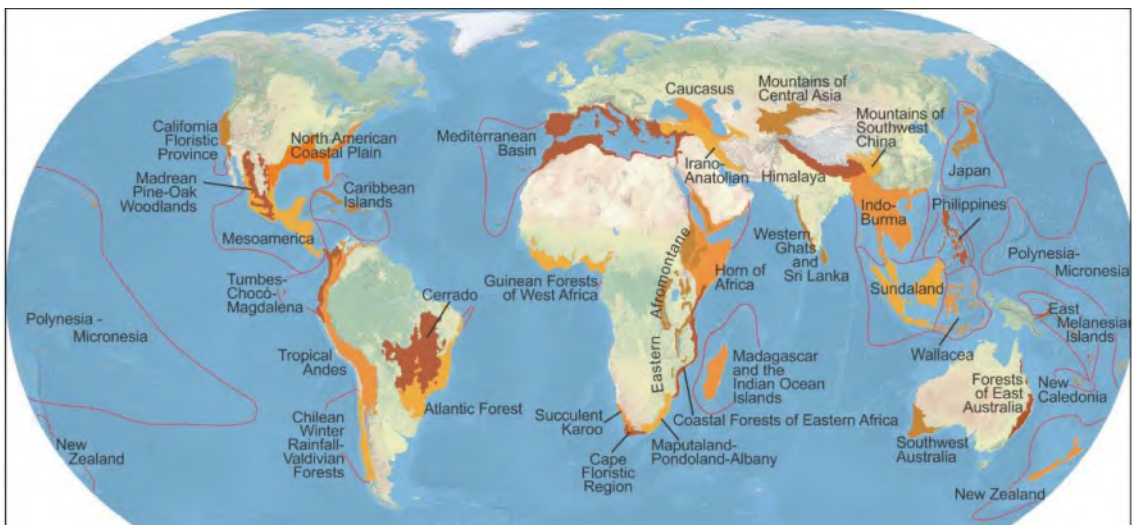 California
Floristic
Province
North American
Coastal Plain
Madrean
Pine-Oak
Woodlands
Caribbean
Islands
Mesoamerica
Tumbes-
Chocó-
Magdalena
Cerrado
Polynesia -
Micronesia
Tropical
Andes
Atlantic Forest
Chilean
Winter
Rainfall-
Valdivian
Forests
New
Zealand
Mediterranean
Basin
Caucasus
Mountains of
Central Asia
Mountains of
Southwest
China
Irano-
Anatolian
Himalaya
Japan
Indo-
Burma
Philippines
Western
Ghats
and
Sri Lanka
Polynesia-
Micronesia
Guinean Forests
of West Africa
Eastern Afromontane
Horn of
Africa
Sundaland
East
Melanesian
Islands
Wallacea
Madagascar
and the
Indian Ocean
Islands
Forests
of East
Australia
New
Caledonia
Succulent
Karoo
Coastal Forests of Eastern Africa
Cape
Floristic
Region
Maputaland-
Pondoland-Albany
Southwest
Australia
New Zealand